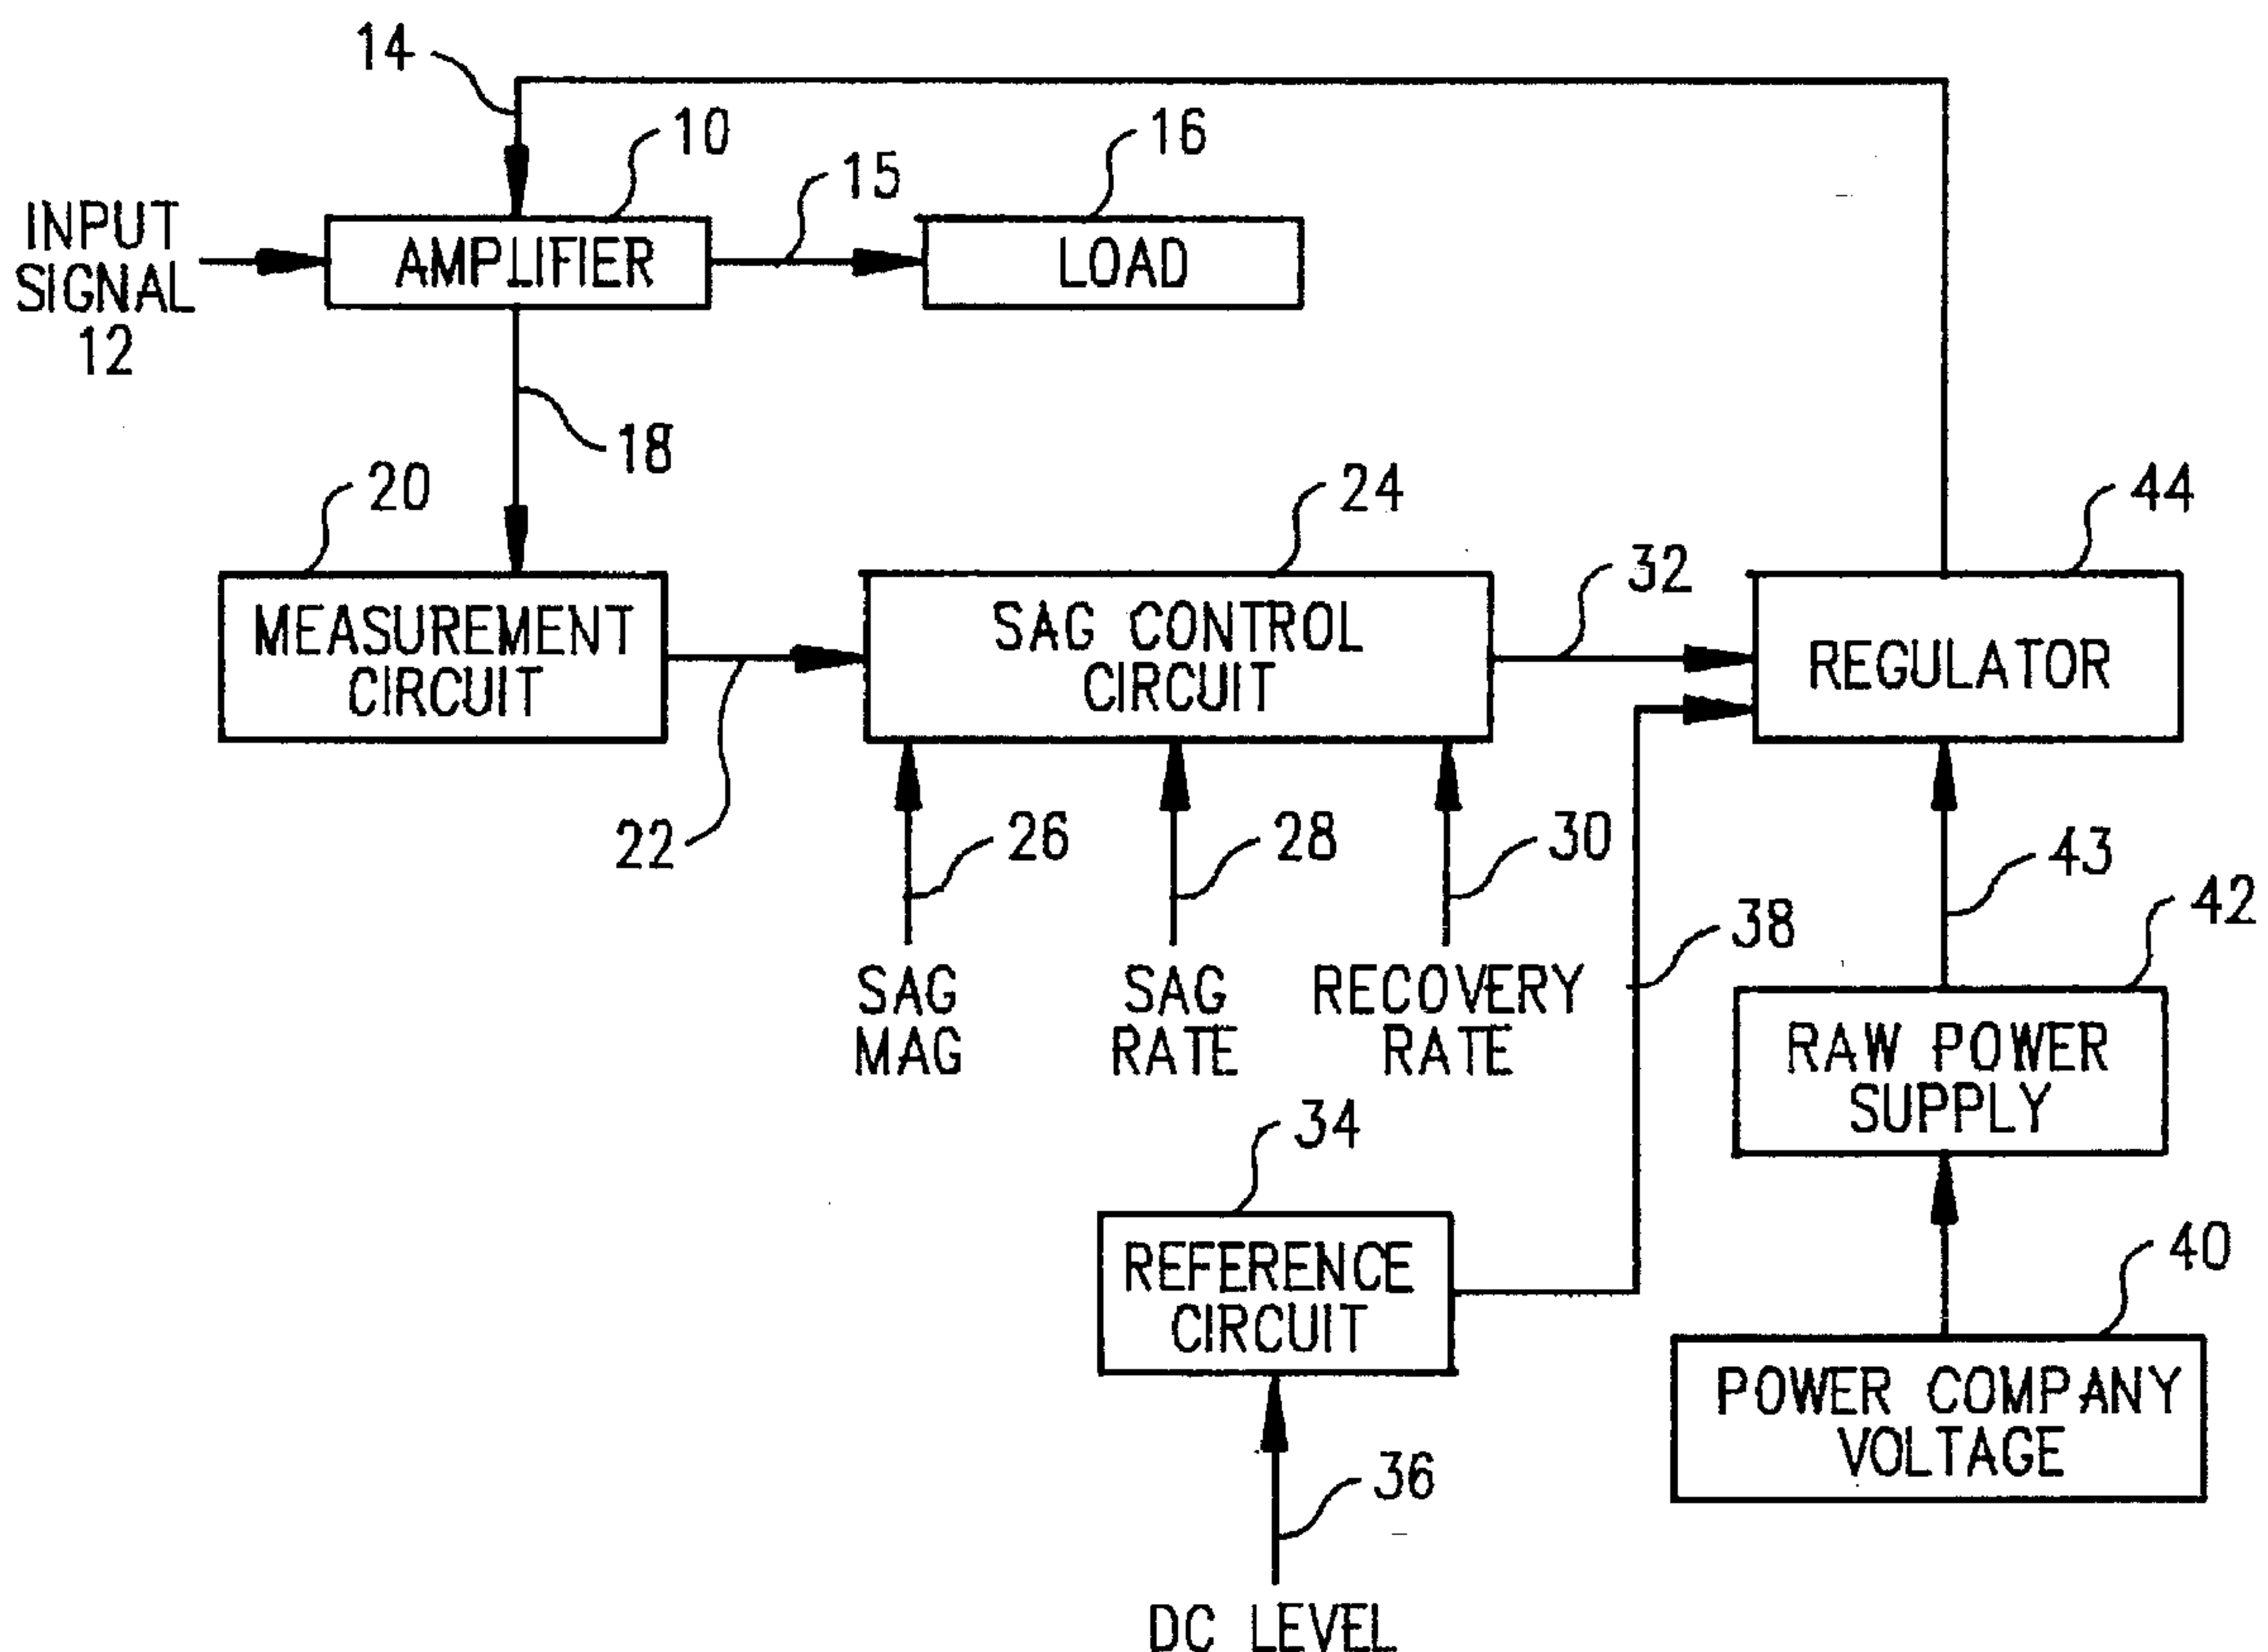 14
10
16
15
INPUT
SIGNAL
12
AMPLIFIER
LOAD
18
20
24
44
32
MEASUREMENT
CIRCUIT
SAG CONTROL
CIRCUIT
REGULATOR
22
26
28
30
43
42
38
SAG
MAG
SAG
RATE
RECOVERY
RATE
RAW POWER
SUPPLY
34
40
REFERENCE
CIRCUIT
POWER COMPANY
VOLTAGE
36
DC LEVEL